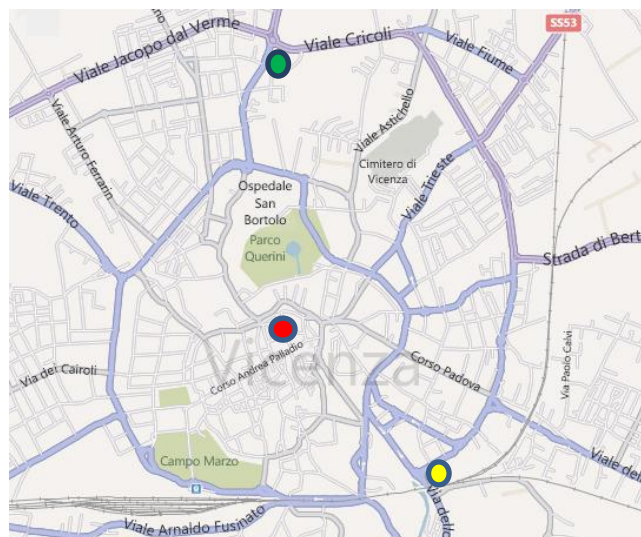 SS53
Viale Jacopo dal Verme
Viale Cricoli
Viale Fiume
Viale Astichello
Viale Arturo Ferrarin
Cimitero di
Vicenza
Viale Trento
Ospedale
San
Bortolo
Viale Trieste
Parco
Querini
Strada di Bert
Vicenza
Corso Andrea Palladio
Via Paolo Calvi
Via dei Cairoli
Corso Padova
Campo Marzo
Viale del
Via dello
Viale Arnaldo Fusinato